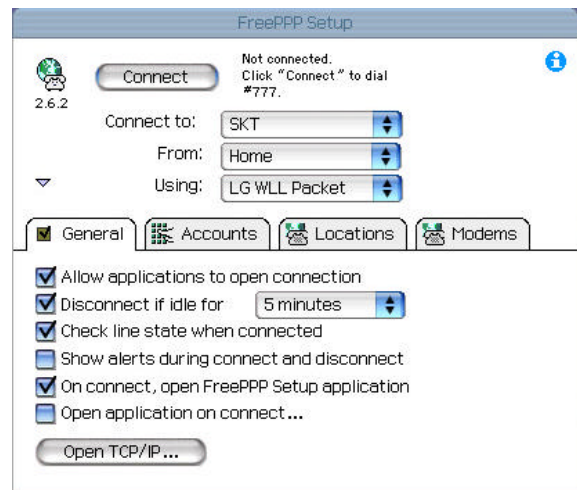 FreePPP Setup
Connect
Not connected.
Click "Connect" to dial
#777.
2.6.2
Connect to:
SKT
From:
Home
Using:
LG WLL Packet
General
Accounts
Locations
Modems
Allow applications to open connection
Disconnect if idle for
5 minutes
Check line state when connected
Show alerts during connect and disconnect
On connect, open FreePPP Setup application
Open application on connect...
Open TCP/IP...